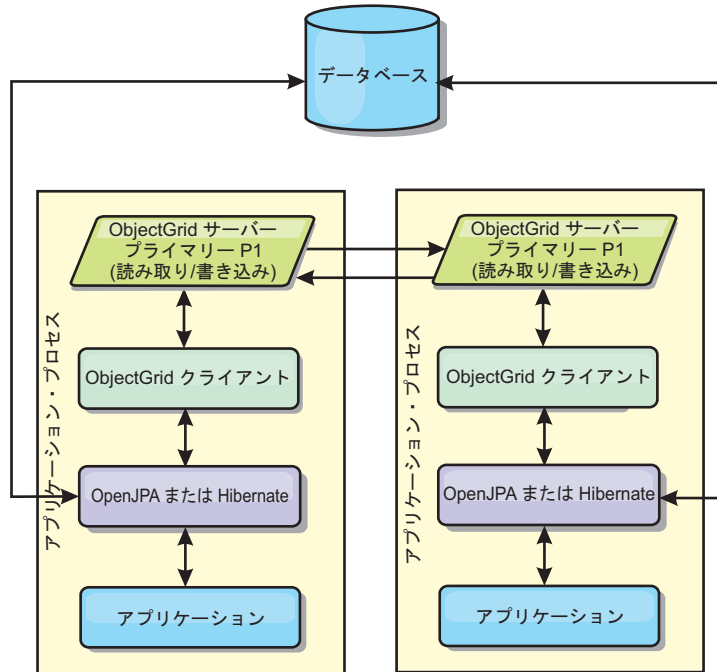 データベース
ObjectGrid サーバー
プライマリー P1
(読み取り/書き込み)
ObjectGrid クライアント
OpenJPA または Hibernate
アプリケーション
アプリケーション・プロセス
ObjectGrid サーバー
プライマリー P1
(読み取り/書き込み)
ObjectGrid クライアント
OpenJPA または Hibernate
アプリケーション
アプリケーション・プロセス